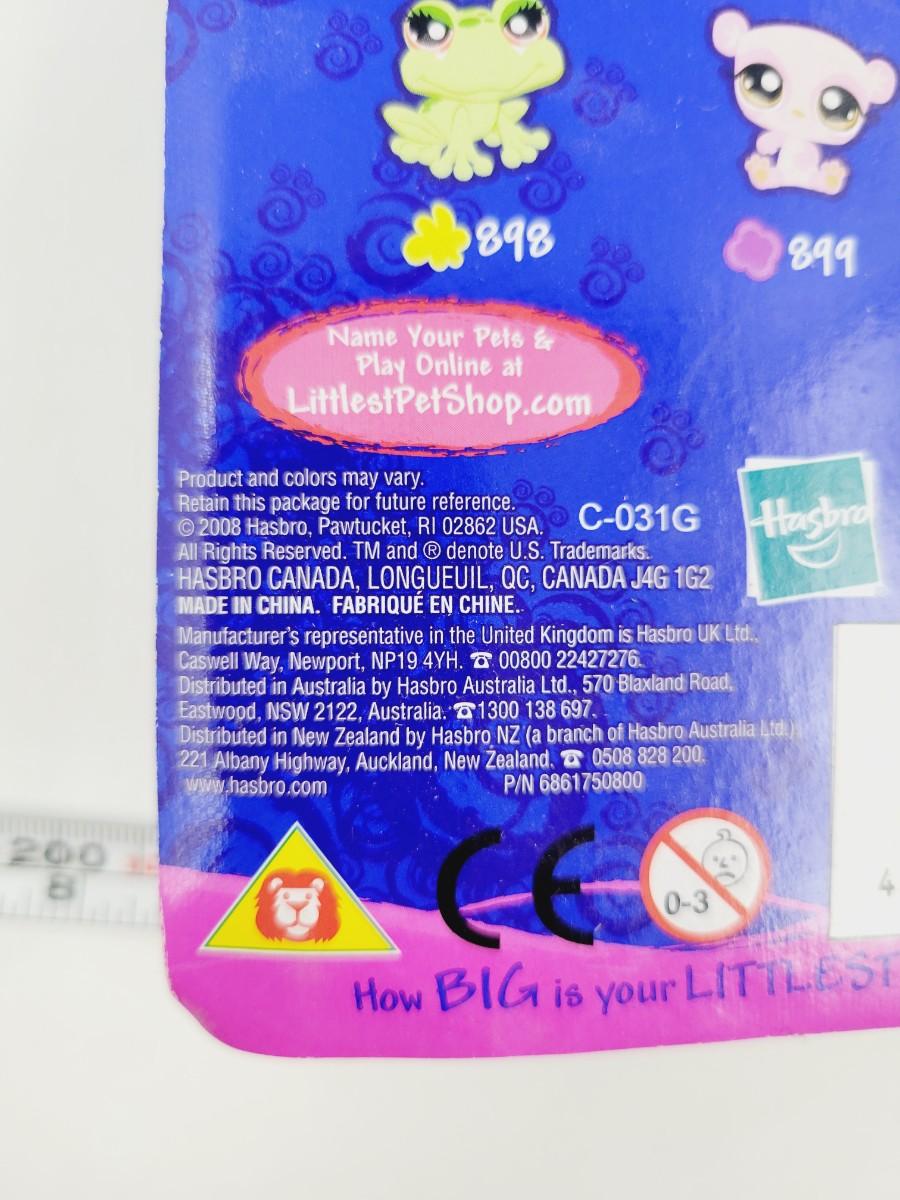 898
899
Name Your Pets &
Play Online at
LittlestPetShop.com
Product and colors may vary.
Retain this package for future reference.
© 2008 Hasbro, Pawtucket, RI 02862 USA.
C-031G
Hasbro
All Rights Reserved. TM and ® denote U.S. Trademarks.
HASBRO CANADA, LONGUEUIL, QC, CANADA J4G 1G2
MADE IN CHINA. FABRIQUÉ EN CHINE.
Manufacturer's representative in the United Kingdom is Hasbro UK Ltd.,
Caswell Way, Newport, NP19 4YH. ☎ 00800 22427276.
Distributed in Australia by Hasbro Australia Ltd., 570 Blaxland Road,
Eastwood, NSW 2122, Australia. ☎1300 138 697.
Distributed in New Zealand by Hasbro NZ (a branch of Hasbro Australia Ltd.),
221 Albany Highway, Auckland, New Zealand. ☎ 0508 828 200.
www.hasbro.com P/N 6861750800
200
8
CE
0-3
4
How BIG is your LITTLEST